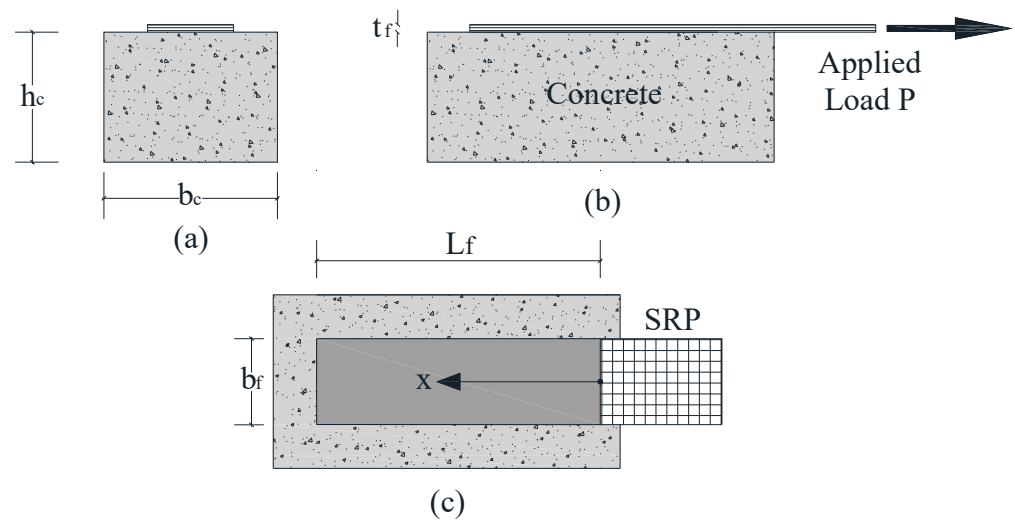 tf
hc
Concrete
Applied
Load P
bc
(a)
(b)
Lf
SRP
bf
x
(c)